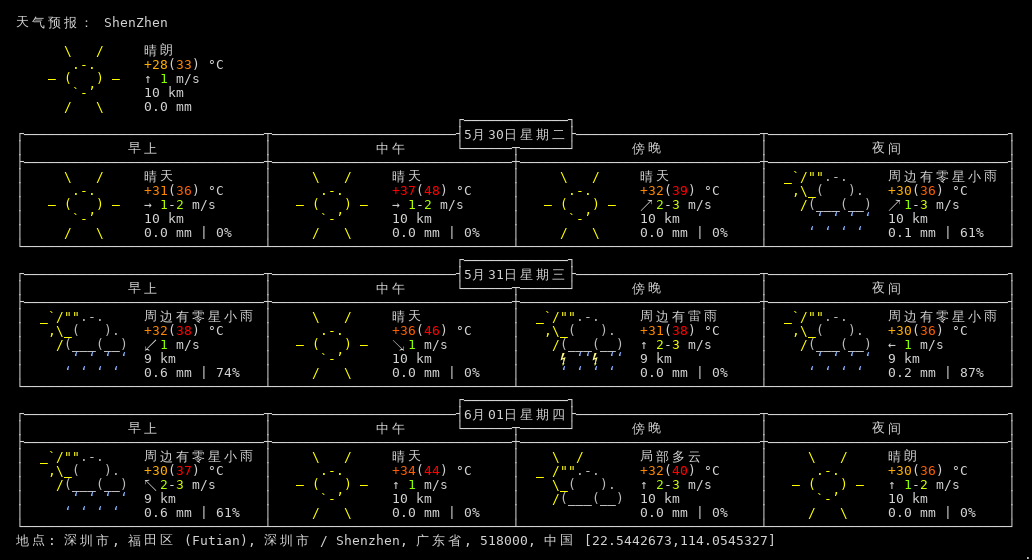 天气预报： ShenZhen
晴朗
+28(33) °C
↑ 1 m/s
10 km
0.0 mm
5月30日星期二
早上 中午 傍晚 夜间
晴天 晴天 晴天 周边有零星小雨
+31(36) °C +37(48) °C +32(39) °C +30(36) °C
→ 1-2 m/s → 1-2 m/s ↗ 2-3 m/s ↗ 1-3 m/s
10 km 10 km 10 km 10 km
0.0 mm | 0% 0.0 mm | 0% 0.0 mm | 0% 0.1 mm | 61%
5月31日星期三
早上 中午 傍晚 夜间
周边有零星小雨 晴天 周边有雷雨 周边有零星小雨
+32(38) °C +36(46) °C +31(38) °C +30(36) °C
↙ 1 m/s ↘ 1 m/s ↑ 2-3 m/s ← 1 m/s
9 km 10 km 9 km 9 km
0.6 mm | 74% 0.0 mm | 0% 0.0 mm | 0% 0.2 mm | 87%
6月01日星期四
早上 中午 傍晚 夜间
周边有零星小雨 晴天 局部多云 晴朗
+30(37) °C +34(44) °C +32(40) °C +30(36) °C
↖ 2-3 m/s ↑ 1 m/s ↑ 2-3 m/s ↑ 1-2 m/s
9 km 10 km 10 km 10 km
0.6 mm | 61% 0.0 mm | 0% 0.0 mm | 0% 0.0 mm | 0%
地点: 深圳市, 福田区 (Futian), 深圳市 / Shenzhen, 广东省, 518000, 中国 [22.5442673,114.0545327]